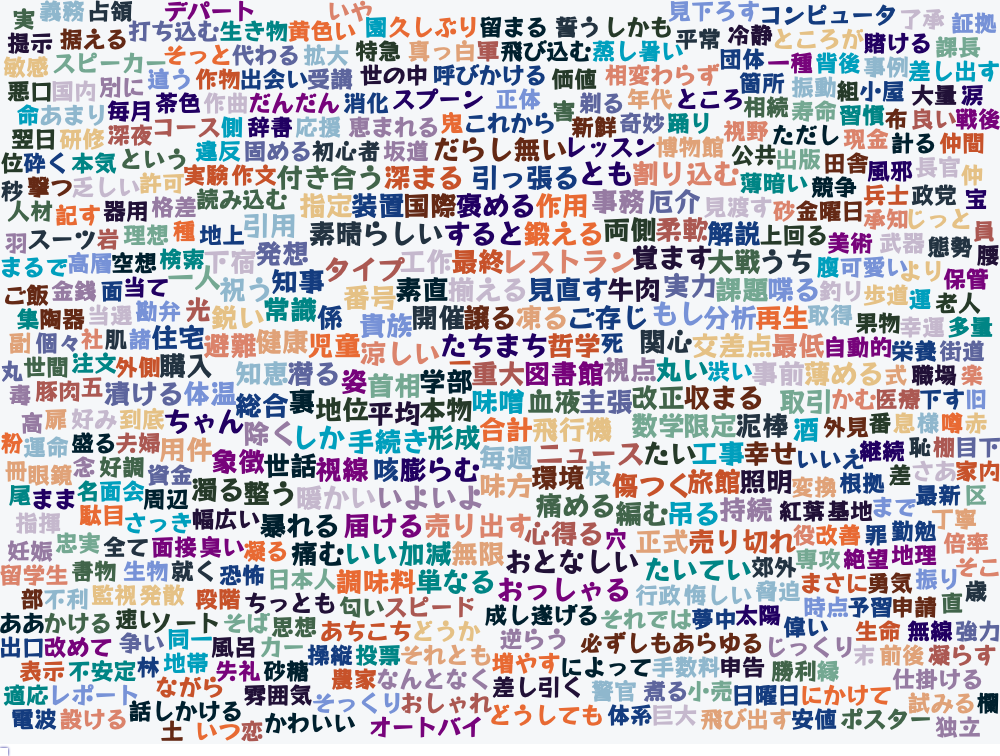 実 義務 占領 デパート いや 園 久しぶり 留まる 誓う しかも 見下ろす コンピュータ 了承 証拠
提示 据える 打ち込む 生き物 黄色い 平常 冷静 ところが 賭ける 課長
敏感 スピーカー そっと 代わる 拡大 特急 真っ白 軍 飛び込む 蒸し暑い 団体 一種 背後 事例 差し出す
悪口 国内 別に 違う 作物 出会い 受講 世の中 呼びかける 価値 相変わらず 箇所 振動 組 小屋 大量 涙
命 あまり 毎月 茶色 作曲 だんだん 消化 スプーン 正体 害 剃る 年代 ところ 相続 寿命 習慣 布 良い 戦後
翌日 研修 深夜 コース 側 辞書 応援 恵まれる 鬼 これから 新鮮 奇妙 踊り 視野 ただし 現金 計る 仲間
位 砕く 本気 という 違反 固める 初心者 坂道 だらし無い レッスン 博物館 公共 出版 田舎 風邪 長官 仲
秒 撃つ 乏しい 許可 実験 作文 付き合う 深まる 引っ張る とも 割り込む 薄暗い 競争 兵士 政党 宝
人材 記す 器用 格差 読み込む 指定 装置 国際 褒める 作用 事務 厄介 見渡す 砂 金曜日 承知 じっと
羽 スーツ 岩 理想 種 地上 引用 素晴らしい すると 鍛える 両側 柔軟 解説 上回る 美術 武器 態勢 員 腰
まるで 高層 空想 検索 下宿 発想 タイプ 工作 最終 レストラン 覚ます 大戦 うち 腹 可愛い より 保管
ご飯 金銭 面 当て 一人 祝う 知事 番号 素直 揃える 見直す 牛肉 実力 課題 喋る 釣り 歩道 運 老人
集 陶器 当選 勘弁 光 鋭い 常識 係 貴族 開催 譲る 凍る ご存じ もし 分析 再生 取得 果物 幸運 多量
副 個々 社 肌 諸 住宅 避難 健康 児童 涼しい たちまち 哲学 死 関心 交差点 最低 自動的 栄養 街道
丸 世間 注文 外側 購入 知恵 潜る 姿 首相 学部 重大 図書館 視点 丸い 渋い 事前 薄める 式 職場 楽
毒 豚肉 五 漬ける 体温 総合 裏 地位 平均 本物 味噌 血液 主張 改正 収まる 取引 かむ 医療 下す 旧
高 扉 好み 到底 ちゃん 除く しか 手続き 形成 合計 飛行機 数学 限定 泥棒 酒 外見 番 息 様 噂 赤
粉 運命 盛る 夫婦 用件 象徴 世話 視線 咳 膨らむ 毎週 ニュース たい 工事 幸せ いいえ 継続 恥 棚 目下
冊 眼鏡 念 好調 資金 味方 環境 枝 傷つく 旅館 照明 変換 根拠 差 さあ 家内
尾 まま 名 面会 周辺 濁る 整う 暖かい いよいよ 痛める 編む 吊る 持続 紅葉 基地 まで 最新 区
指揮 駄目 さっき 幅広い 暴れる 届ける 売り出す 心得る 穴 正式 売り切れ 役 改善 罪 勤勉 丁寧
妊娠 忠実 全て 面接 臭い 凝る 痛む いい加減 無限 おとなしい たいてい 郊外 専攻 絶望 地理 倍率
留学生 書物 生物 就く 恐怖 日本人 調味料 単なる おっしゃる 行政 悔しい 脅迫 まさに 勇気 振り そこ
部 不利 監視 発散 段階 ちっとも 匂い スピード 成し遂げる それでは 夢中 太陽 時点 予習 申請 直 歳
ああ かける 速い ソート そば 思想 あちこち どうか 逆らう 必ずしも あらゆる 偉い じっくり 生命 無線 強力
出口 改めて 争い 同一 風呂 カー 操縦 投票 それとも 増やす によって 手数料 申告 勝利 縁 末 前後 凝らす
表示 不安定 林 地帯 失礼 砂糖 農家 なんとなく 差し引く 警官 煮る 小売 日曜日 にかけて 仕掛ける
適応 レポート ながら 雰囲気 そっくり おしゃれ どうしても 体系 巨大 飛び出す 安値 ポスター 試みる 欄
電波 設ける 話しかける 土 いつ 恋 かわいい オートバイ 独立